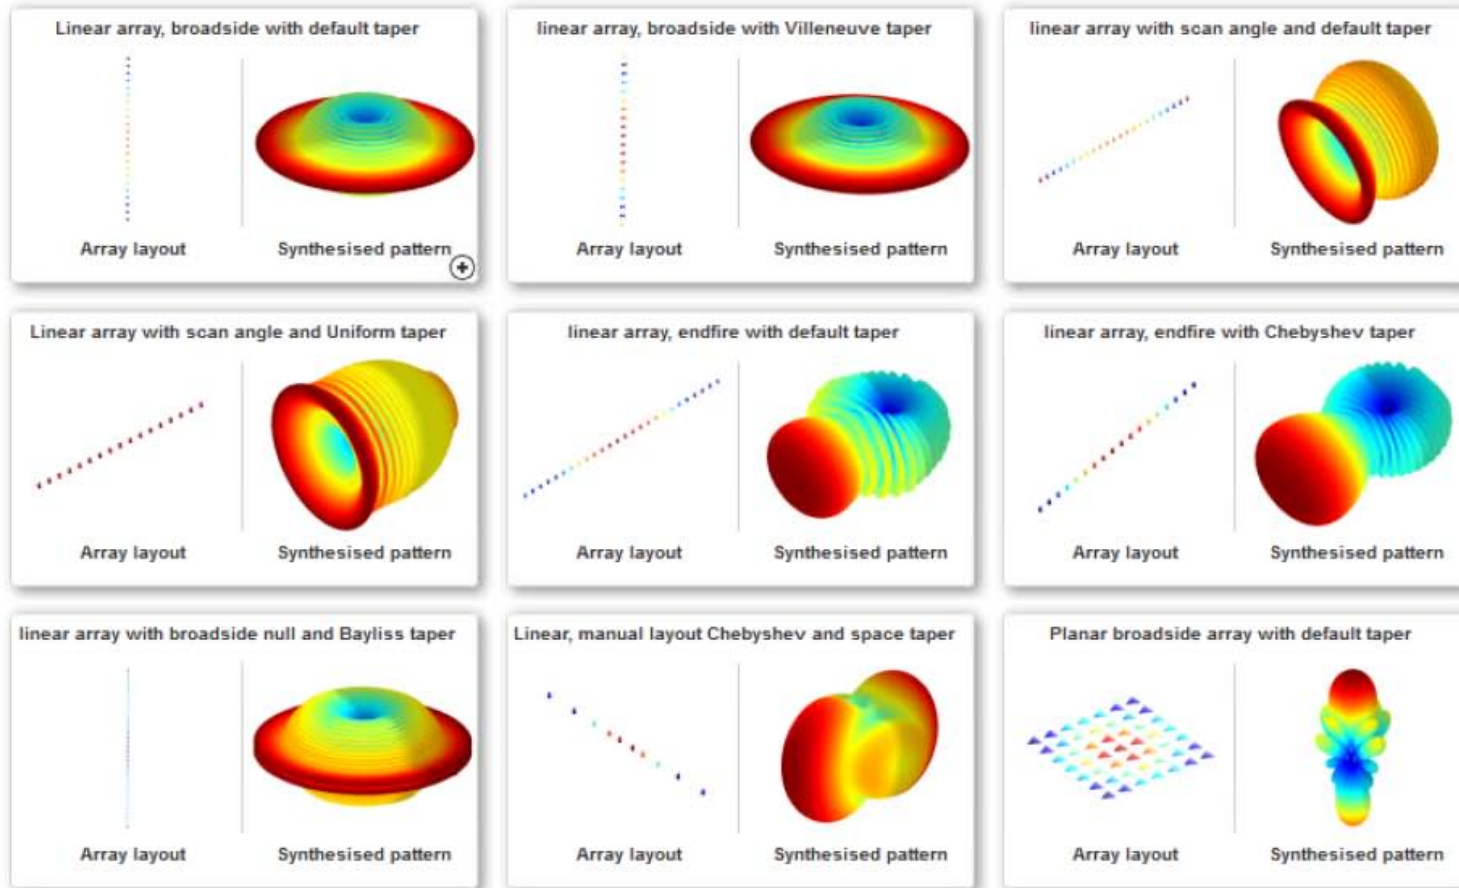 Linear array, broadside with default taper
linear array, broadside with Villeneuve taper
linear array with scan angle and default taper
Array layout
Synthesised pattern
Array layout
Synthesised pattern
Array layout
Synthesised pattern
Linear array with scan angle and Uniform taper
linear array, endfire with default taper
linear array, endfire with Chebyshev taper
Array layout
Synthesised pattern
Array layout
Synthesised pattern
Array layout
Synthesised pattern
linear array with broadside null and Bayliss taper
Linear, manual layout Chebyshev and space taper
Planar broadside array with default taper
Array layout
Synthesised pattern
Array layout
Synthesised pattern
Array layout
Synthesised pattern